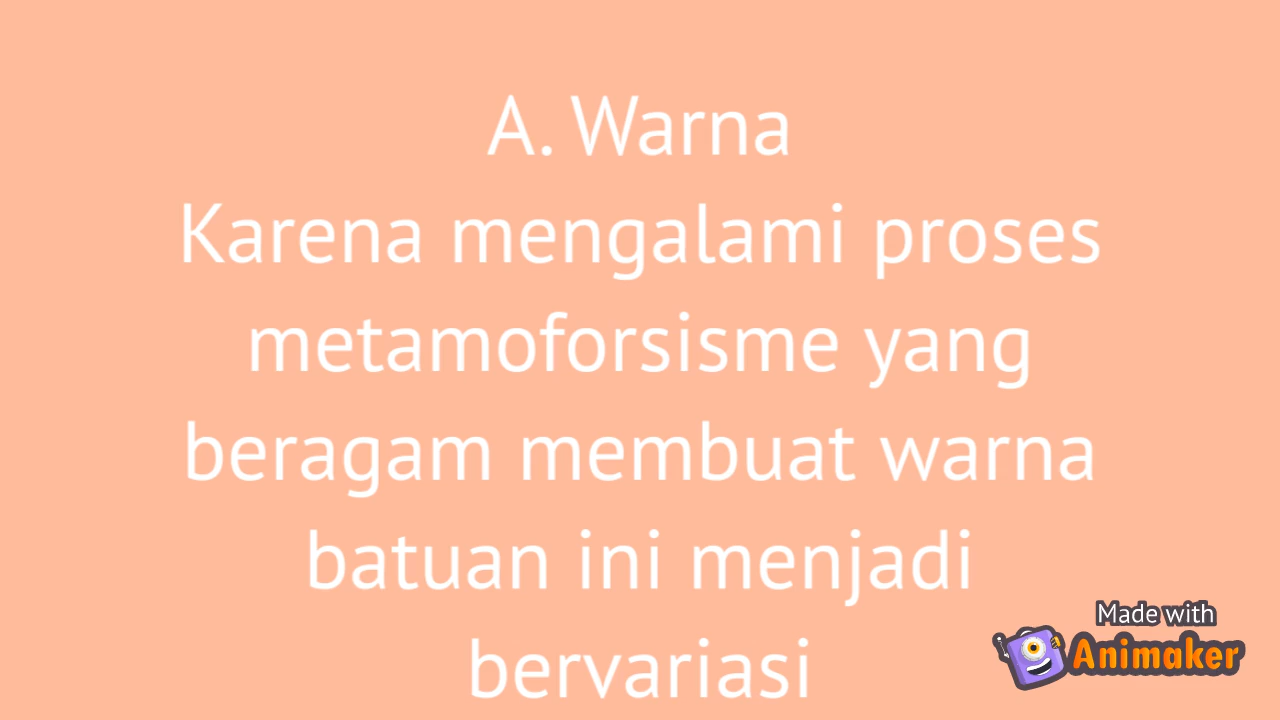 A. Warna
Karena mengalami proses
metamoforsisme yang
beragam membuat warna
batuan ini menjadi
bervariasi
Made with
Animaker